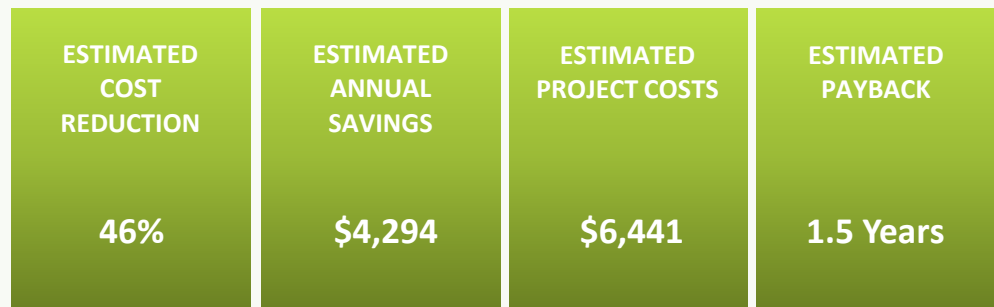 ESTIMATED
COST
REDUCTION
46%
ESTIMATED
ANNUAL
SAVINGS
$4,294
ESTIMATED
PROJECT COSTS
$6,441
ESTIMATED
PAYBACK
1.5 Years